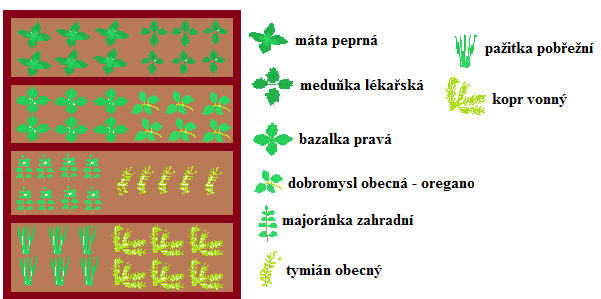 máta peprná
meduňka lékařská
bazalka pravá
dobromysl obecná - oregano
majoránka zahradní
tymián obecný
pažitka pobřežní
kopr vonný